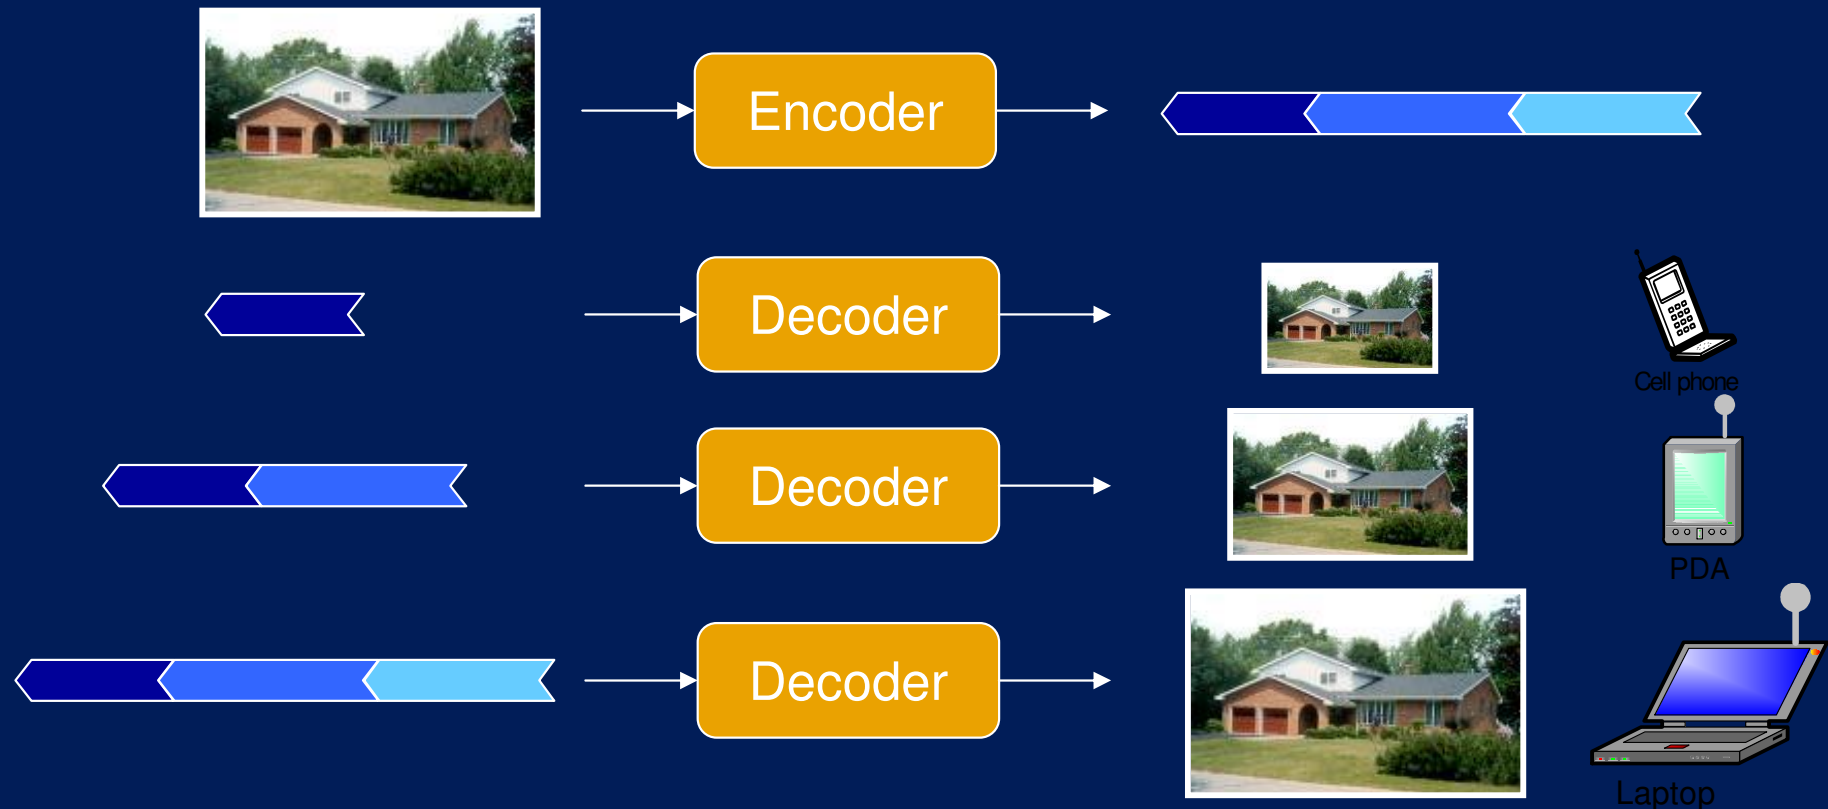 Encoder
Decoder
Cell phone
Decoder
PDA
Decoder
Laptop